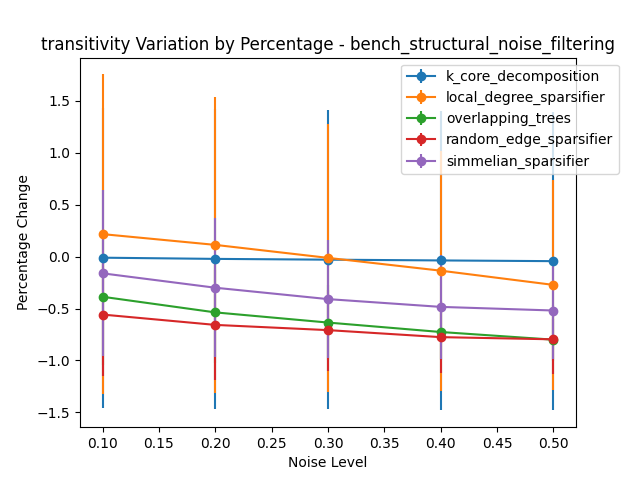 transitivity Variation by Percentage - bench_structural_noise_filtering
k_core_decomposition
local_degree_sparsifier
overlapping_trees
random_edge_sparsifier
simmelian_sparsifier
Percentage Change
1.5
1.0
0.5
0.0
−0.5
−1.0
−1.5
0.10 0.15 0.20 0.25 0.30 0.35 0.40 0.45 0.50
Noise Level